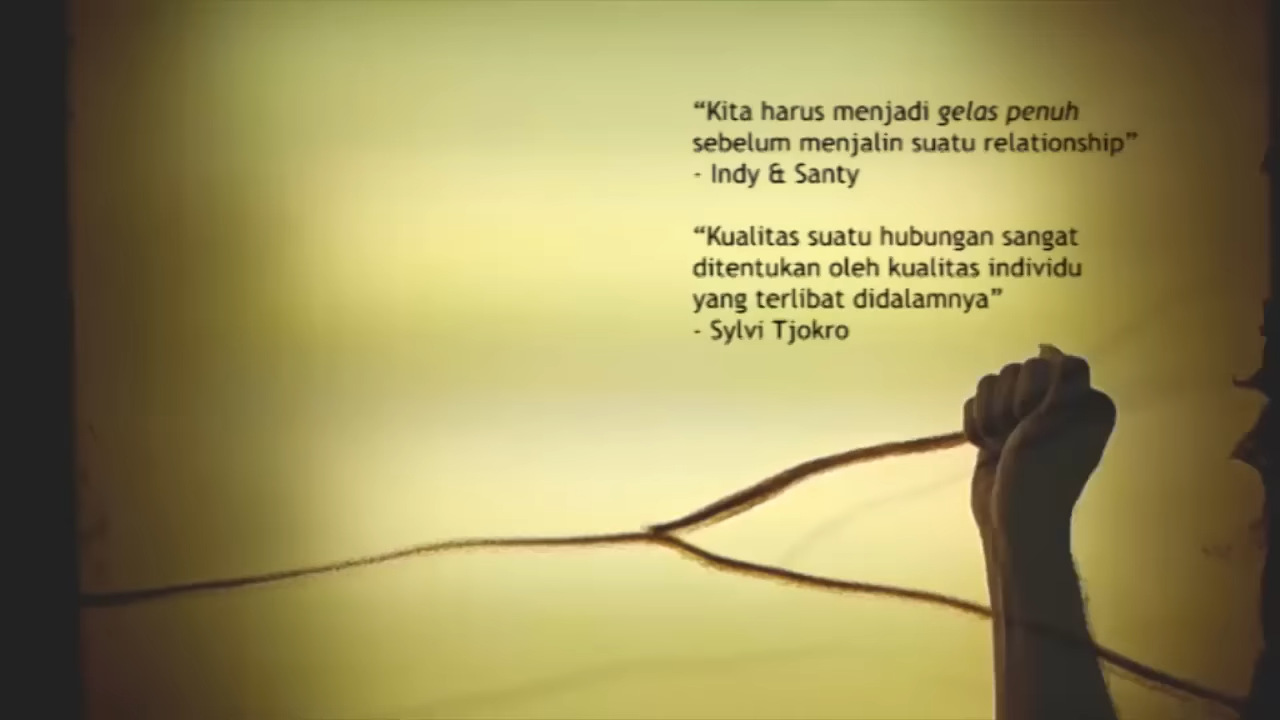 “Kita harus menjadi gelas penuh
sebelum menjalin suatu relationship”
- Indy & Santy
“Kualitas suatu hubungan sangat
ditentukan oleh kualitas individu
yang terlibat didalamnya”
- Sylvi Tjokro